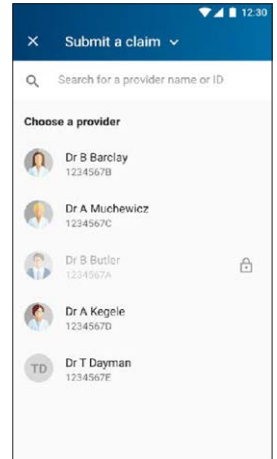 12:30
Submit a claim
Search for a provider name or ID
Choose a provider
Dr B Barclay
1234567B
Dr A Muchewicz
1234567C
Dr B Butler
1234567A
Dr A Kegele
1234567D
TD
Dr T Dayman
1234567E